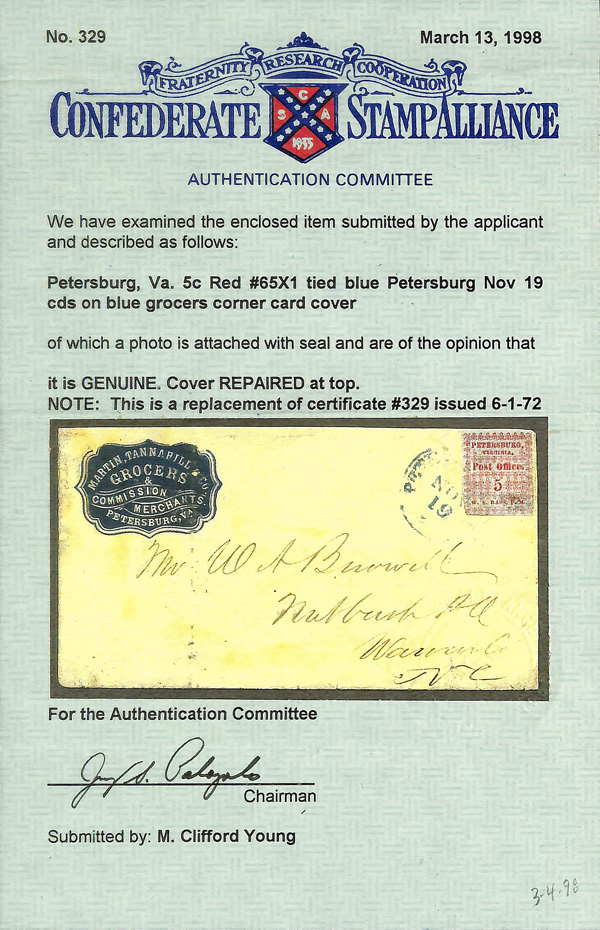 No. 329
March 13, 1998
FRATERNITY RESEARCH COOPERATION
CONFEDERATE STAMP ALLIANCE
C
S A
1935
AUTHENTICATION COMMITTEE
We have examined the enclosed item submitted by the applicant
and described as follows:
Petersburg, Va. 5c Red #65X1 tied blue Petersburg Nov 19
cds on blue grocers corner card cover
of which a photo is attached with seal and are of the opinion that
it is GENUINE. Cover REPAIRED at top.
NOTE: This is a replacement of certificate #329 issued 6-1-72
MARTIN, TANNAHILL & CO
GROCERS
&
COMMISSION
MERCHANTS.
PETERSBURG, VA
NOV
19
PETERSBURG,
VIRGINIA.
Post Office
5
Mr W A Burwell
P O
Warren Co
N C
For the Authentication Committee
Chairman
Submitted by: M. Clifford Young
3-4-98